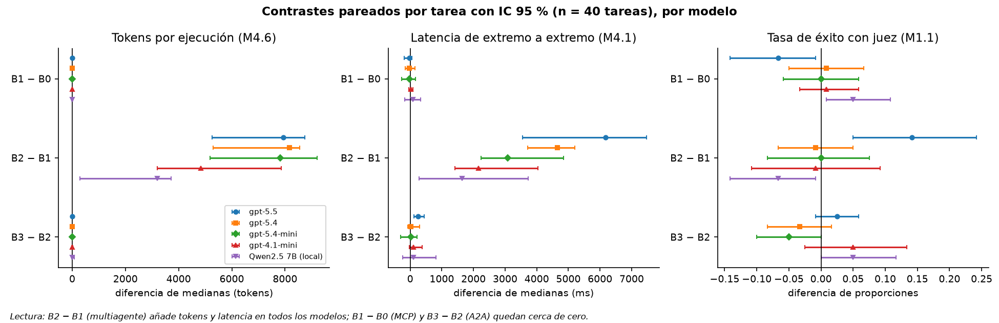 Contrastes pareados por tarea con IC 95 % (n = 40 tareas), por modelo
Tokens por ejecución (M4.6)
B1 − B0
B2 − B1
B3 − B2
gpt-5.5
gpt-5.4
gpt-5.4-mini
gpt-4.1-mini
Qwen2.5 7B (local)
0 2000 4000 6000 8000
diferencia de medianas (tokens)
Latencia de extremo a extremo (M4.1)
B1 − B0
B2 − B1
B3 − B2
0 1000 2000 3000 4000 5000 6000 7000
diferencia de medianas (ms)
Tasa de éxito con juez (M1.1)
B1 − B0
B2 − B1
B3 − B2
−0.15 −0.10 −0.05 0.00 0.05 0.10 0.15 0.20 0.25
diferencia de proporciones
Lectura: B2 − B1 (multiagente) añade tokens y latencia en todos los modelos; B1 − B0 (MCP) y B3 − B2 (A2A) quedan cerca de cero.